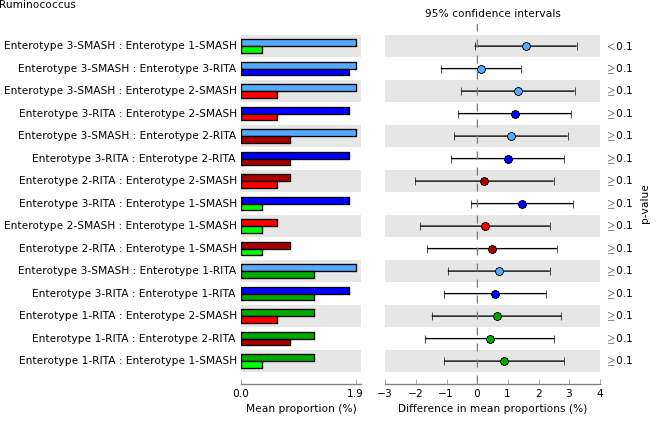 Ruminococcus
95% confidence intervals
Enterotype 3-SMASH : Enterotype 1-SMASH <0.1
Enterotype 3-SMASH : Enterotype 3-RITA ≥0.1
Enterotype 3-SMASH : Enterotype 2-SMASH ≥0.1
Enterotype 3-RITA : Enterotype 2-SMASH ≥0.1
Enterotype 3-SMASH : Enterotype 2-RITA ≥0.1
Enterotype 3-RITA : Enterotype 2-RITA ≥0.1
Enterotype 2-RITA : Enterotype 2-SMASH ≥0.1
Enterotype 3-RITA : Enterotype 1-SMASH ≥0.1
Enterotype 2-SMASH : Enterotype 1-SMASH ≥0.1
Enterotype 2-RITA : Enterotype 1-SMASH ≥0.1
Enterotype 3-SMASH : Enterotype 1-RITA ≥0.1
Enterotype 3-RITA : Enterotype 1-RITA ≥0.1
Enterotype 1-RITA : Enterotype 2-SMASH ≥0.1
Enterotype 1-RITA : Enterotype 2-RITA ≥0.1
Enterotype 1-RITA : Enterotype 1-SMASH ≥0.1
p-value
0.0 1.9 −3 −2 −1 0 1 2 3 4
Mean proportion (%) Difference in mean proportions (%)